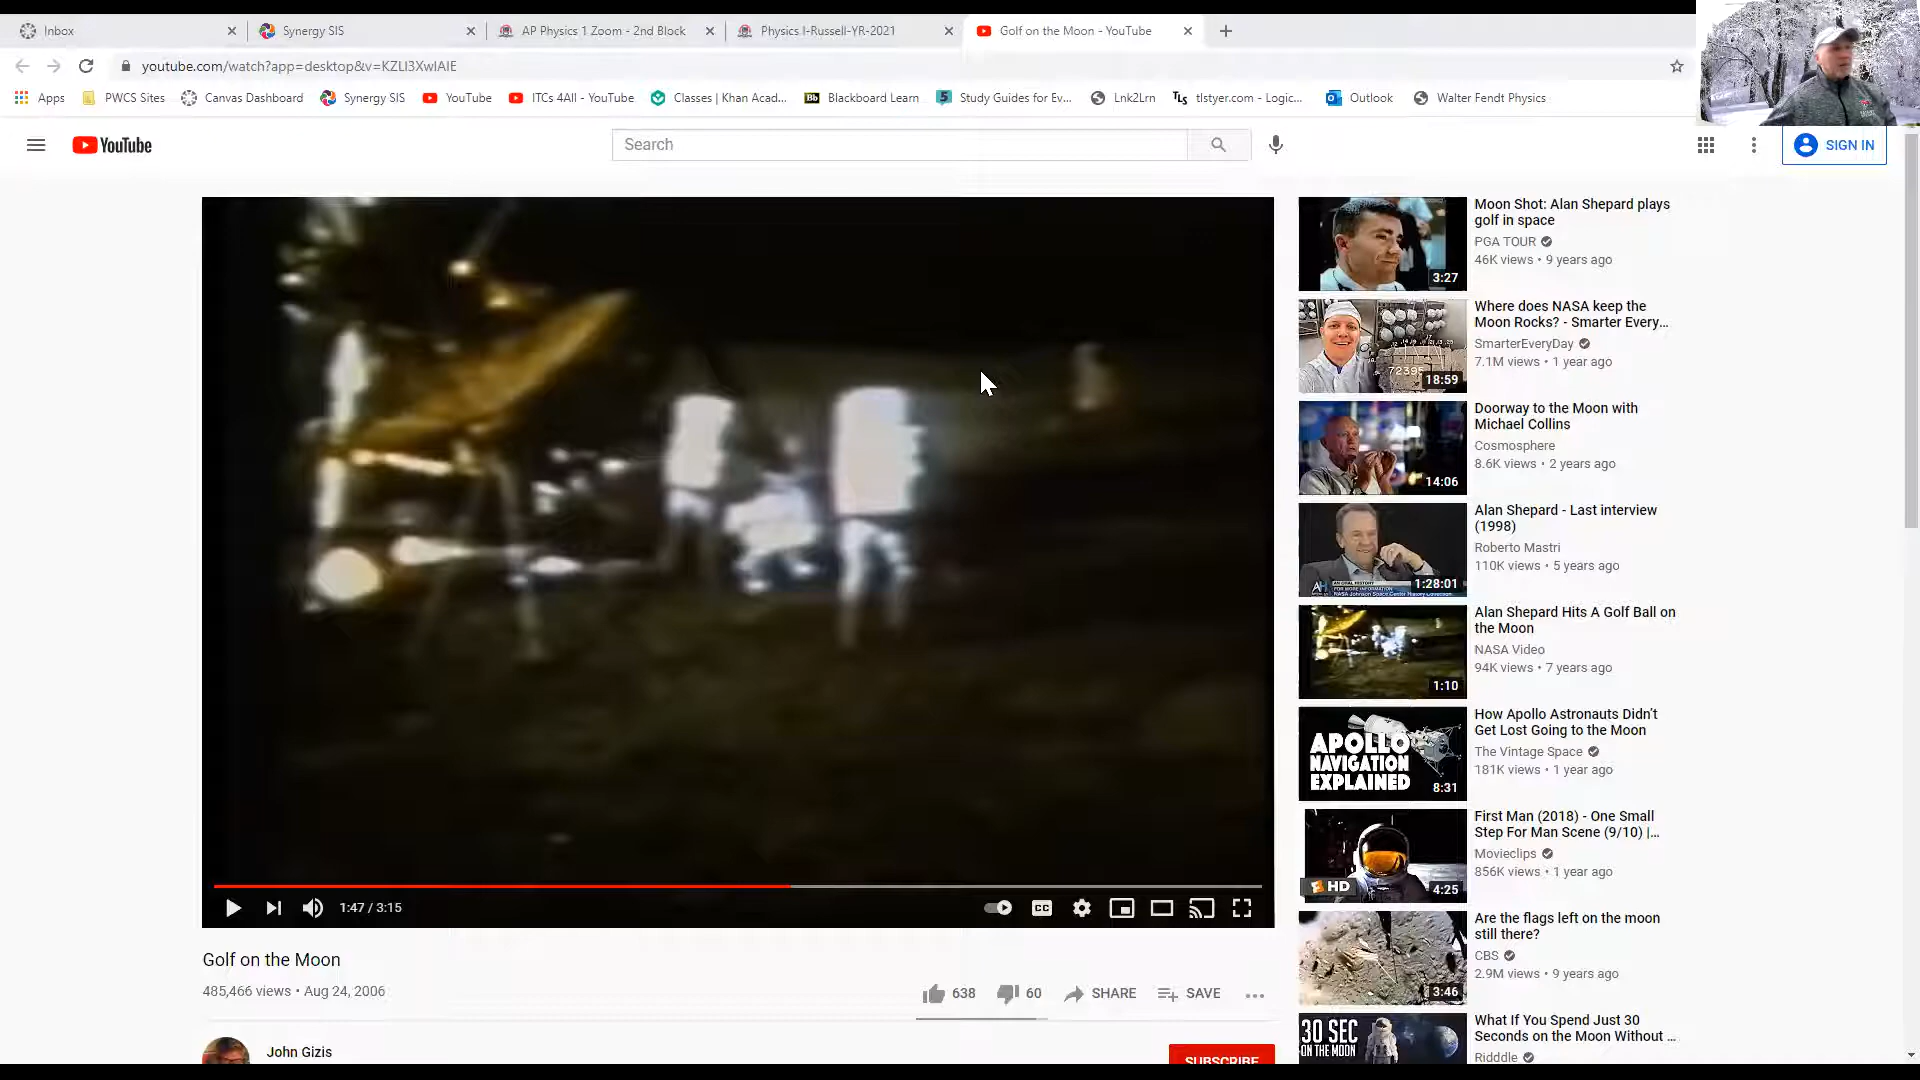 Inbox
Synergy SIS
AP Physics 1 Zoom - 2nd Block
Physics I-Russell-YR-2021
Golf on the Moon - YouTube
youtube.com/watch?app=desktop&v=KZLl3XwlAIE
Apps
PWCS Sites
Canvas Dashboard
Synergy SIS
YouTube
ITCs 4All - YouTube
Classes | Khan Acad...
Bb Blackboard Learn
5 Study Guides for Ev...
Lnk2Lrn
TLS tlstyer.com - Logic...
Outlook
Walter Fendt Physics
YouTube
Search
SIGN IN
Moon Shot: Alan Shepard plays
golf in space
PGA TOUR
46K views • 9 years ago
3:27
Where does NASA keep the
Moon Rocks? - Smarter Every...
SmarterEveryDay
7.1M views • 1 year ago
72395
18:59
Doorway to the Moon with
Michael Collins
Cosmosphere
8.6K views • 2 years ago
14:06
Alan Shepard - Last interview
(1998)
Roberto Mastri
110K views • 5 years ago
1:28:01
Alan Shepard Hits A Golf Ball on
the Moon
NASA Video
94K views • 7 years ago
1:10
How Apollo Astronauts Didn't
Get Lost Going to the Moon
The Vintage Space
181K views • 1 year ago
APOLLO
NAVIGATION
EXPLAINED
8:31
First Man (2018) - One Small
Step For Man Scene (9/10) |...
Movieclips
856K views • 1 year ago
HD
4:25
Are the flags left on the moon
still there?
CBS
2.9M views • 9 years ago
3:46
What If You Spend Just 30
Seconds on the Moon Without ...
Ridddle
30 SEC
ON THE MOON
1:47 / 3:15
CC
Golf on the Moon
485,466 views • Aug 24, 2006
638
60
SHARE
SAVE
John Gizis
SUBSCRIBE